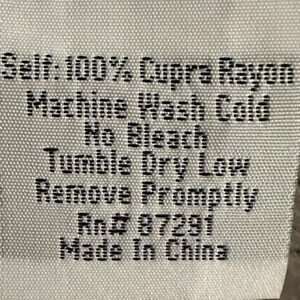 Self: 100% Cupra Rayon
Machine Wash Cold
No Bleach
Tumble Dry Low
Remove Promptly
Rn# 87291
Made In China